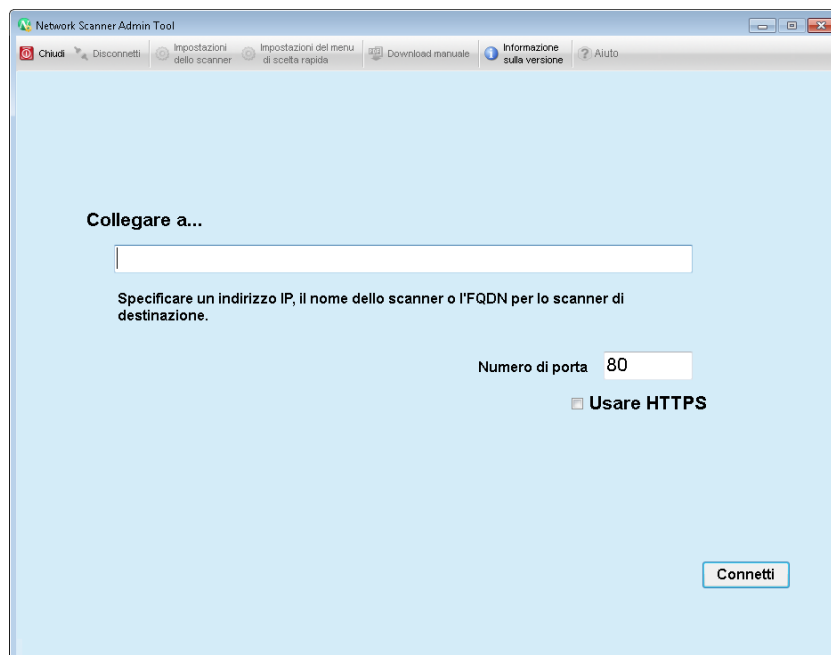 Network Scanner Admin Tool
Chiudi Disconnetti Impostazioni dello scanner Impostazioni del menu di scelta rapida Download manuale Informazione sulla versione Aiuto
Collegare a...
Specificare un indirizzo IP, il nome dello scanner o l'FQDN per lo scanner di
destinazione.
Numero di porta 80
Usare HTTPS
Connetti